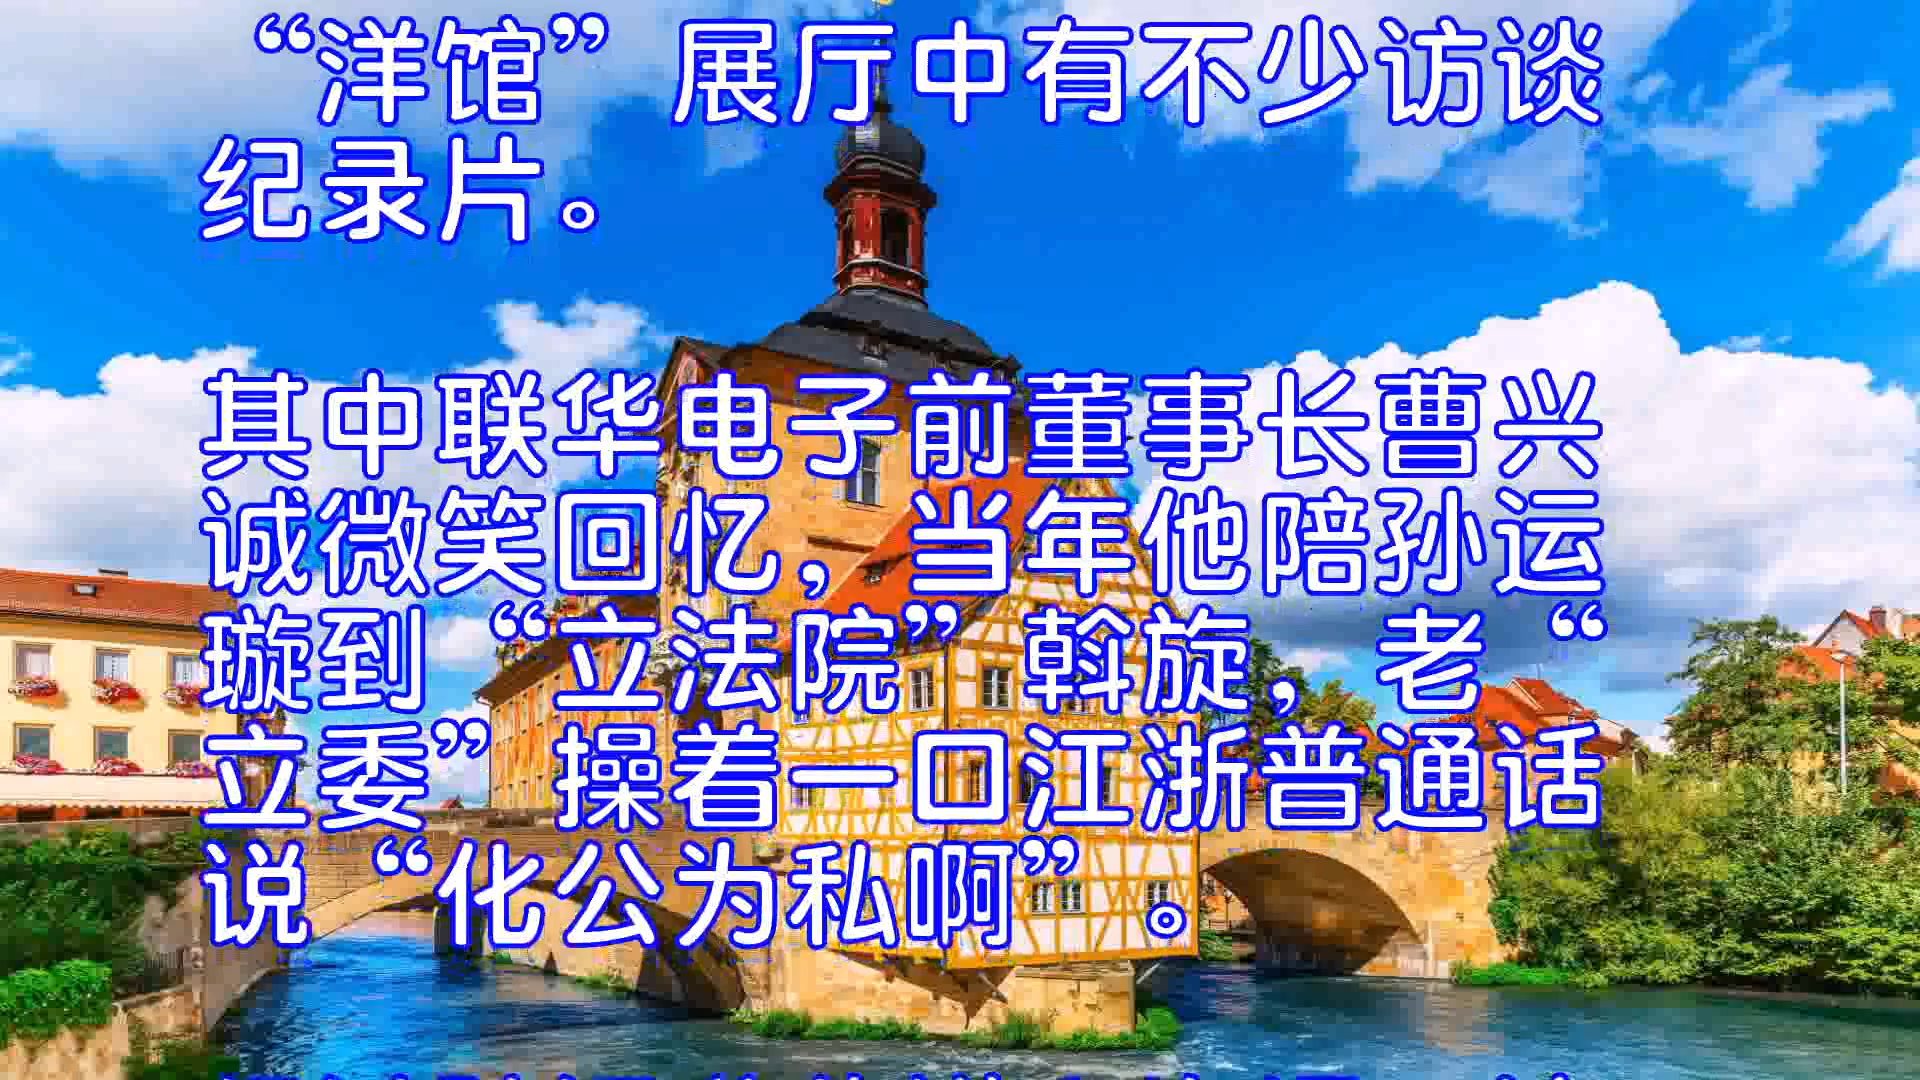 “洋馆”展厅中有不少访谈
纪录片。
其中联华电子前董事长曹兴
诚微笑回忆，当年他陪孙运
璇到“立法院”斡旋，老“
立委”操着一口江浙普通话
说“化公为私啊”。